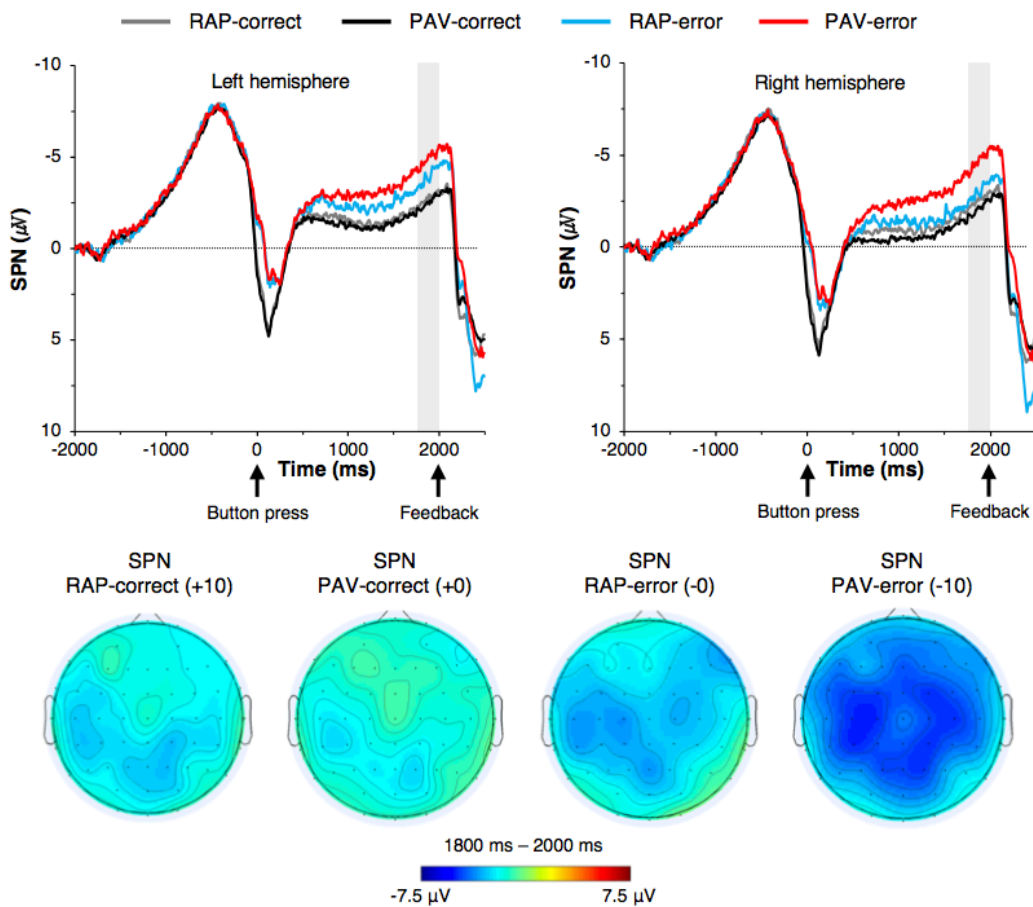 RAP-correct PAV-correct RAP-error PAV-error
-10 -10
Left hemisphere Right hemisphere
-5 -5
SPN (µV) SPN (µV)
0 0
5 5
10 10
-2000 -1000 0 1000 2000 -2000 -1000 0 1000 2000
Time (ms) Time (ms)
Button press Feedback Button press Feedback
SPN SPN SPN SPN
RAP-correct (+10) PAV-correct (+0) RAP-error (-0) PAV-error (-10)
1800 ms – 2000 ms
-7.5 µV 7.5 µV